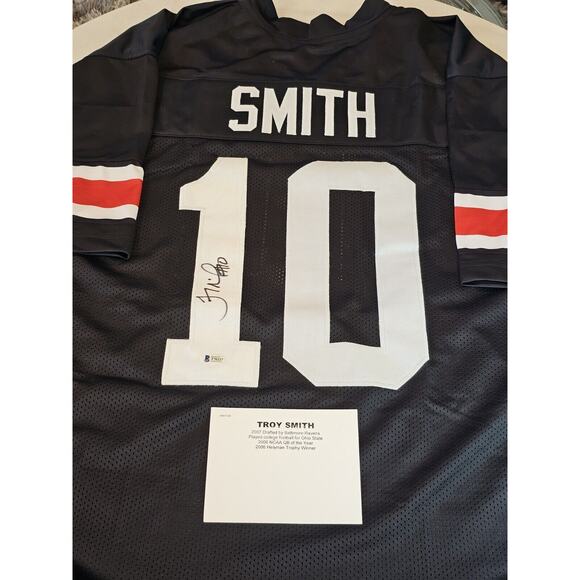 SMITH
10
#10
TROY SMITH
2007 Drafted by Baltimore Ravens
Played college football for Ohio State
2006 NCAA QB of the Year
2006 Heisman Trophy Winner